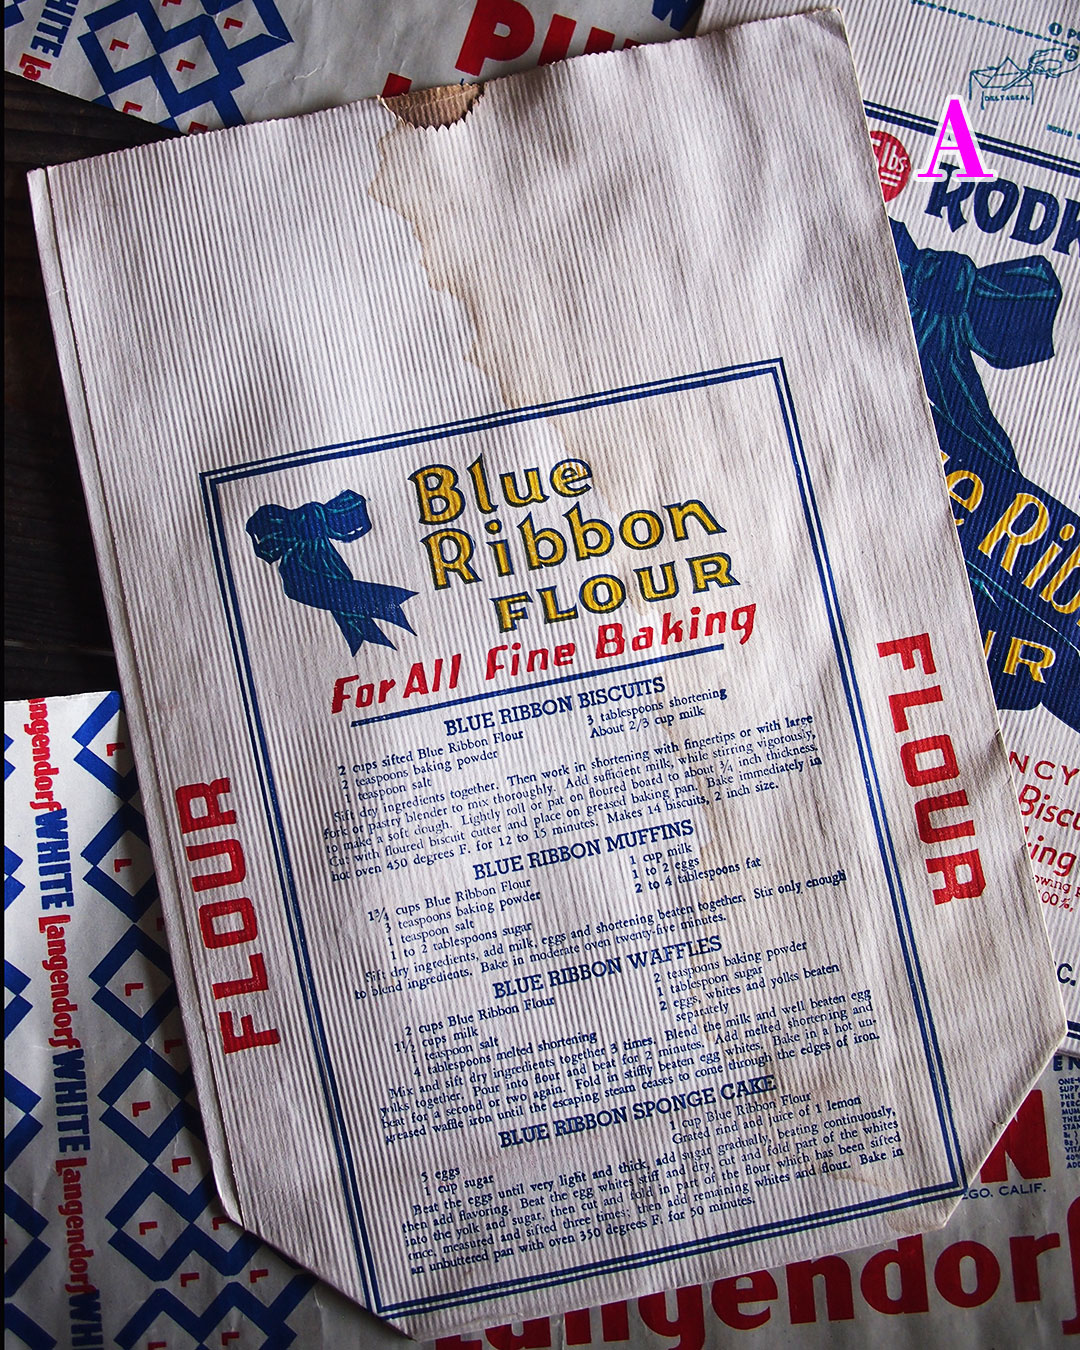 Blue
Ribbon
FLOUR
For All Fine Baking
BLUE RIBBON BISCUITS
2 cups sifted Blue Ribbon Flour
2 teaspoons baking powder
1 teaspoon salt
3 tablespoons shortening
About 2/3 cup milk
Sift dry ingredients together. Then work in shortening with fingertips or with large
fork or pastry blender to mix thoroughly. Add sufficient milk, while stirring vigorously,
to make a soft dough. Lightly roll or pat on floured board to about ¾ inch thickness.
Cut with floured biscuit cutter and place on greased baking pan. Bake immediately in
hot oven 450 degrees F. for 12 to 15 minutes. Makes 14 biscuits, 2 inch size.
BLUE RIBBON MUFFINS
1¾ cups Blue Ribbon Flour
3 teaspoons baking powder
1 teaspoon salt
1 to 2 tablespoons sugar
1 cup milk
1 to 2 eggs
2 to 4 tablespoons fat
Sift dry ingredients, add milk, eggs and shortening beaten together. Stir only enough
to blend ingredients. Bake in moderate oven twenty-five minutes.
BLUE RIBBON WAFFLES
2 cups Blue Ribbon Flour
1½ cups milk
1 teaspoon salt
4 tablespoons melted shortening
2 teaspoons baking powder
1 tablespoon sugar
2 eggs, whites and yolks beaten
separately
Mix and sift dry ingredients together 3 times. Blend the milk and well beaten egg
yolks together. Pour into flour and beat for 2 minutes. Add melted shortening and
beat for a second or two again. Fold in stiffly beaten egg whites. Bake in a hot un-
greased waffle iron until the escaping steam ceases to come through the edges of iron.
BLUE RIBBON SPONGE CAKE
5 eggs
1 cup sugar
1 cup Blue Ribbon Flour
Grated rind and juice of 1 lemon
Beat the eggs until very light and thick, add sugar gradually, beating continuously,
then add flavoring. Beat the egg whites stiff and dry, cut and fold part of the whites
into the yolk and sugar, then cut and fold in part of the flour which has been sifted
once, measured and sifted three times; then add remaining whites and flour. Bake in
an unbuttered pan with oven 350 degrees F. for 50 minutes.
FLOUR
FLOUR
A
lbs.
DELTASEAL
e Rib
UR
NCY
Biscu
king
100%
EGO, CALIF.
Langendorf
WHITE Langendorf WHITE Langendorf WH
WHITE La